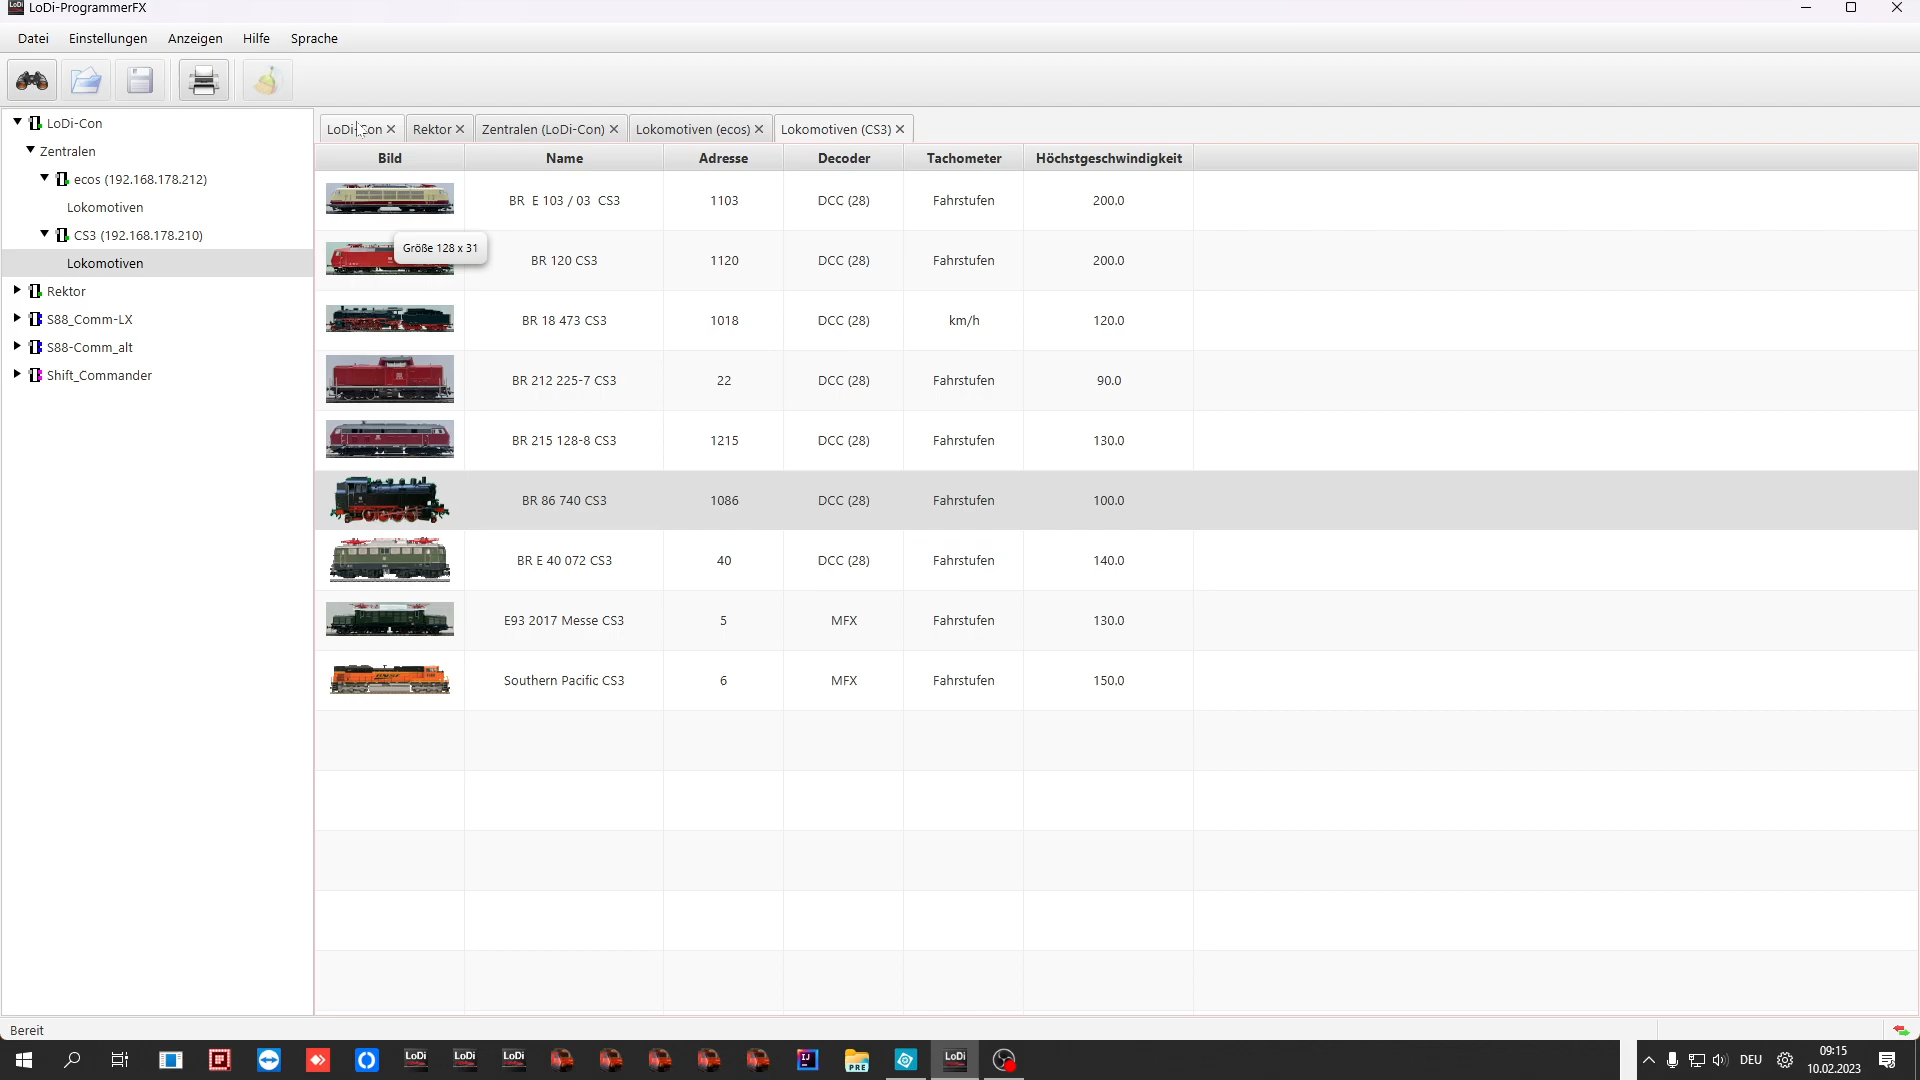 LoDi-ProgrammerFX
Datei Einstellungen Anzeigen Hilfe Sprache
LoDi-Con
Zentralen
ecos (192.168.178.212)
Lokomotiven
CS3 (192.168.178.210)
Lokomotiven
Rektor
S88_Comm-LX
S88-Comm_alt
Shift_Commander
LoDi-Con Rektor Zentralen (LoDi-Con) Lokomotiven (ecos) Lokomotiven (CS3)
Bild Name Adresse Decoder Tachometer Höchstgeschwindigkeit
BR E 103 / 03 CS3 1103 DCC (28) Fahrstufen 200.0
Größe 128 x 31
BR 120 CS3 1120 DCC (28) Fahrstufen 200.0
BR 18 473 CS3 1018 DCC (28) km/h 120.0
BR 212 225-7 CS3 22 DCC (28) Fahrstufen 90.0
BR 215 128-8 CS3 1215 DCC (28) Fahrstufen 130.0
BR 86 740 CS3 1086 DCC (28) Fahrstufen 100.0
BR E 40 072 CS3 40 DCC (28) Fahrstufen 140.0
E93 2017 Messe CS3 5 MFX Fahrstufen 130.0
Southern Pacific CS3 6 MFX Fahrstufen 150.0
Bereit
LoDi LoDi LoDi IJ PRE LoDi DEU 09:15
10.02.2023